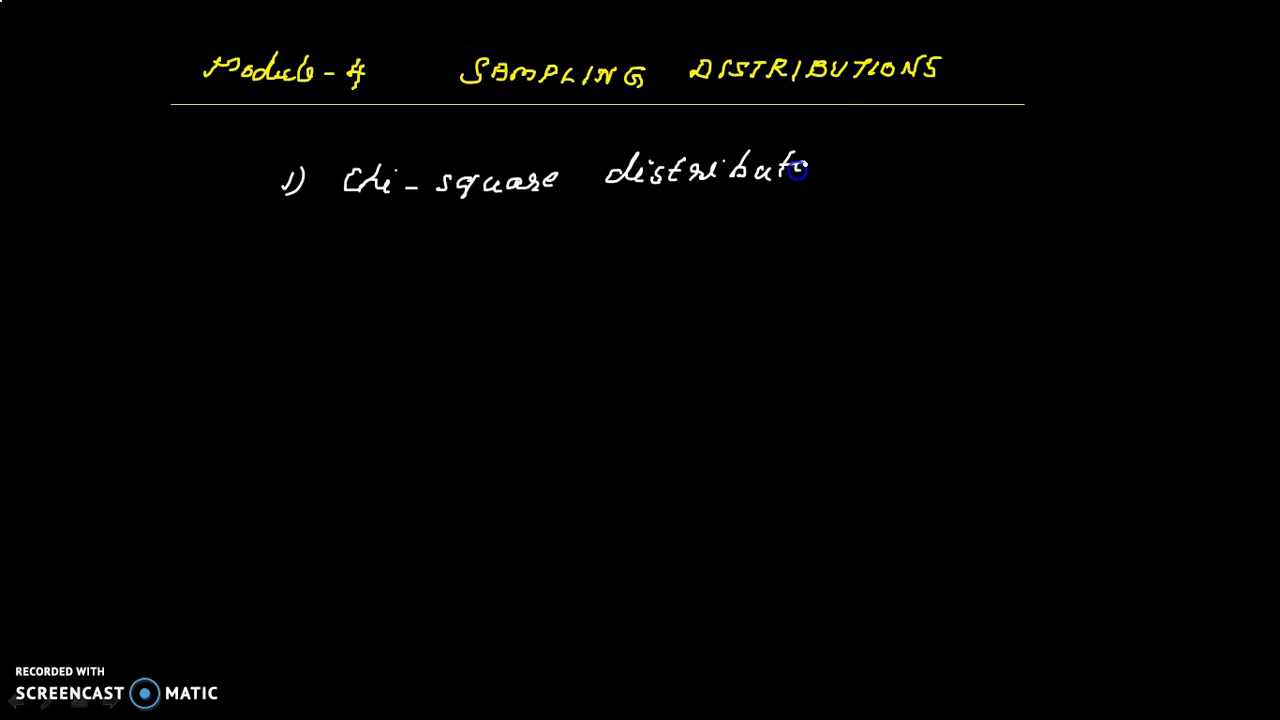 Module - 4 SAMPLING DISTRIBUTIONS
1) Chi - square distributo
RECORDED WITH
SCREENCAST MATIC